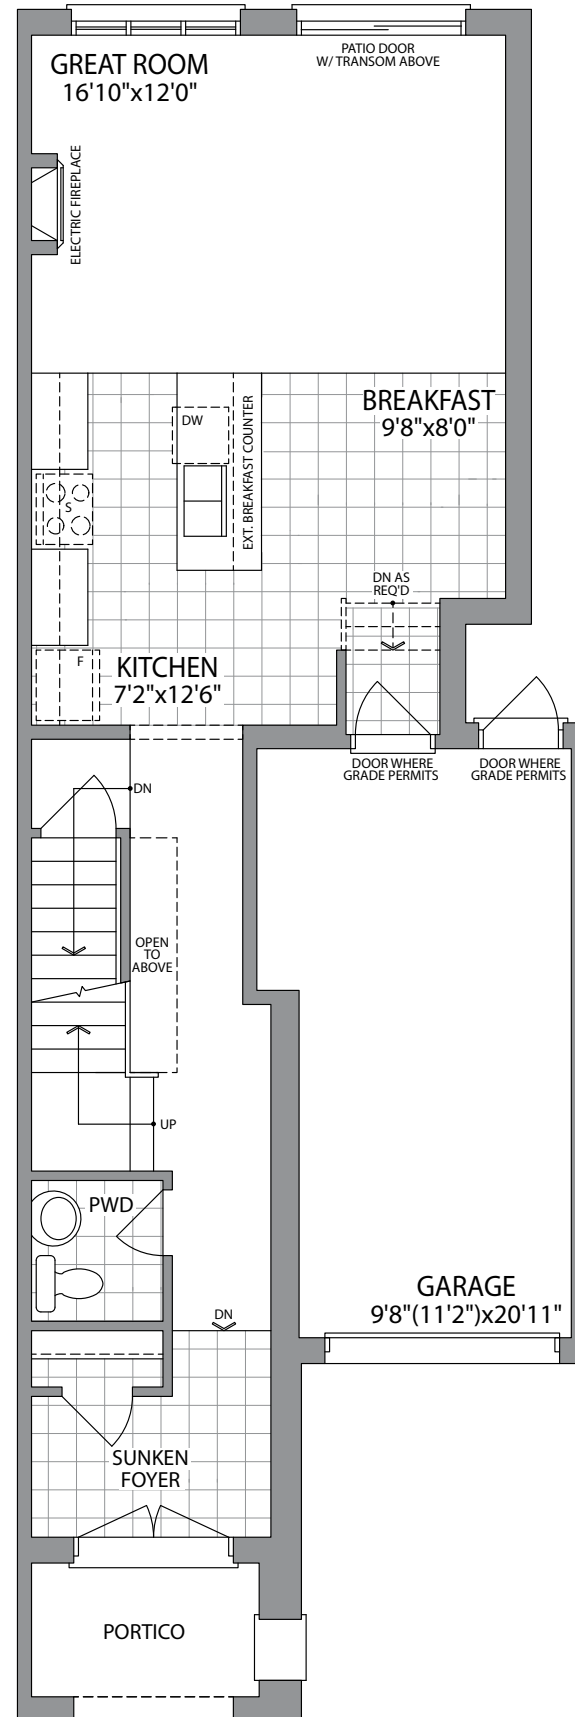 GREAT ROOM
16'10"x12'0"
PATIO DOOR
W/ TRANSOM ABOVE
ELECTRIC FIREPLACE
BREAKFAST
9'8"x8'0"
DW
EXT. BREAKFAST COUNTER
S
DN AS
REQ'D
F
KITCHEN
7'2"x12'6"
DOOR WHERE
GRADE PERMITS
DOOR WHERE
GRADE PERMITS
DN
OPEN
TO
ABOVE
UP
PWD
GARAGE
9'8"(11'2")x20'11"
DN
SUNKEN
FOYER
PORTICO